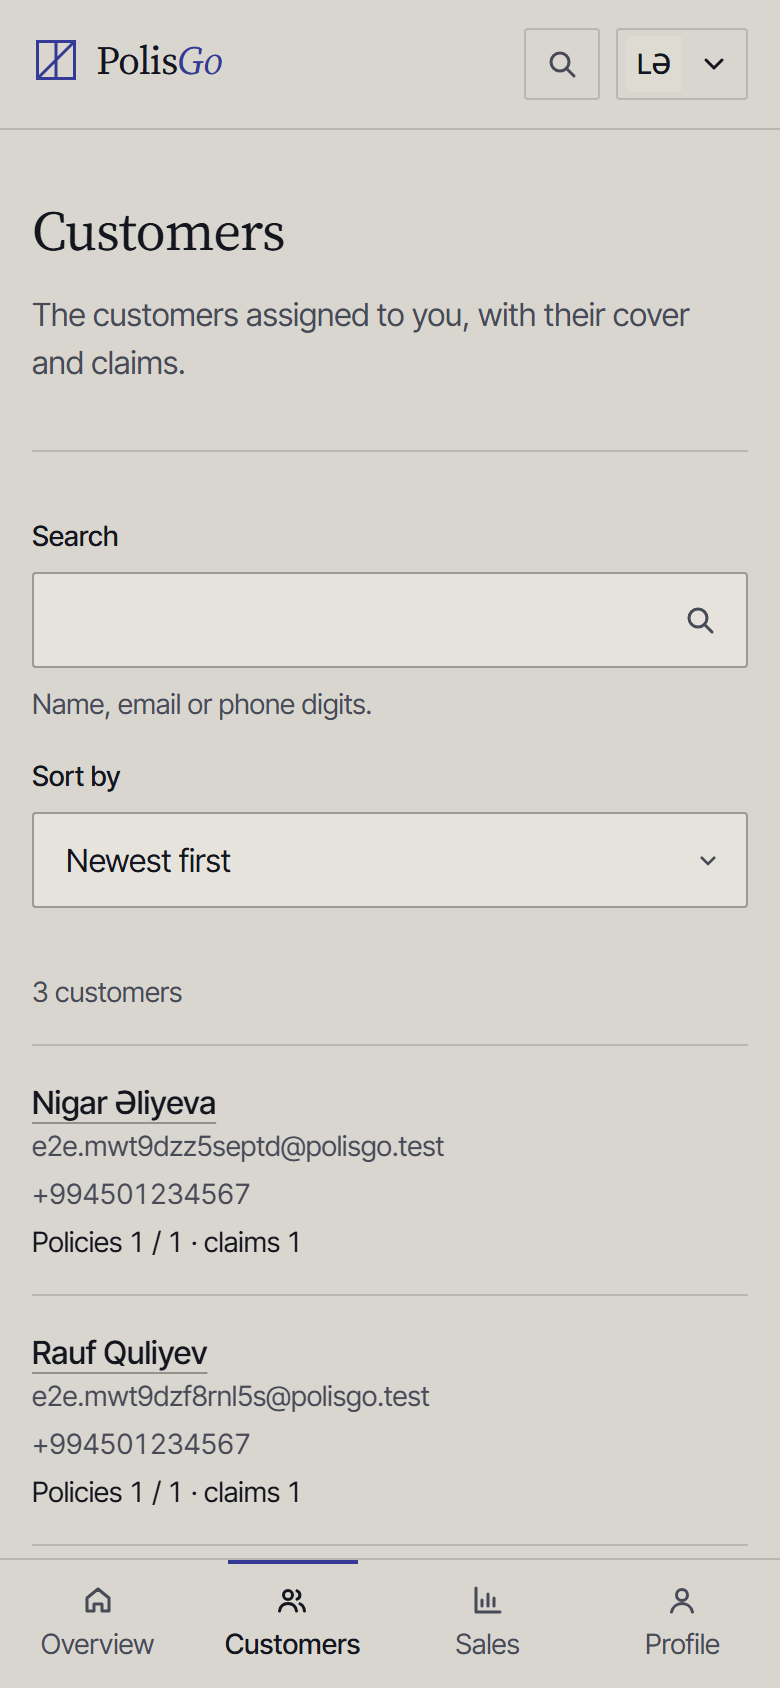 PolisGo
LƏ
Customers
The customers assigned to you, with their cover
and claims.
Search
Name, email or phone digits.
Sort by
Newest first
3 customers
Nigar Əliyeva
e2e.mwt9dzz5septd@polisgo.test
+994501234567
Policies 1 / 1 · claims 1
Rauf Quliyev
e2e.mwt9dzf8rnl5s@polisgo.test
+994501234567
Policies 1 / 1 · claims 1
Overview
Customers
Sales
Profile